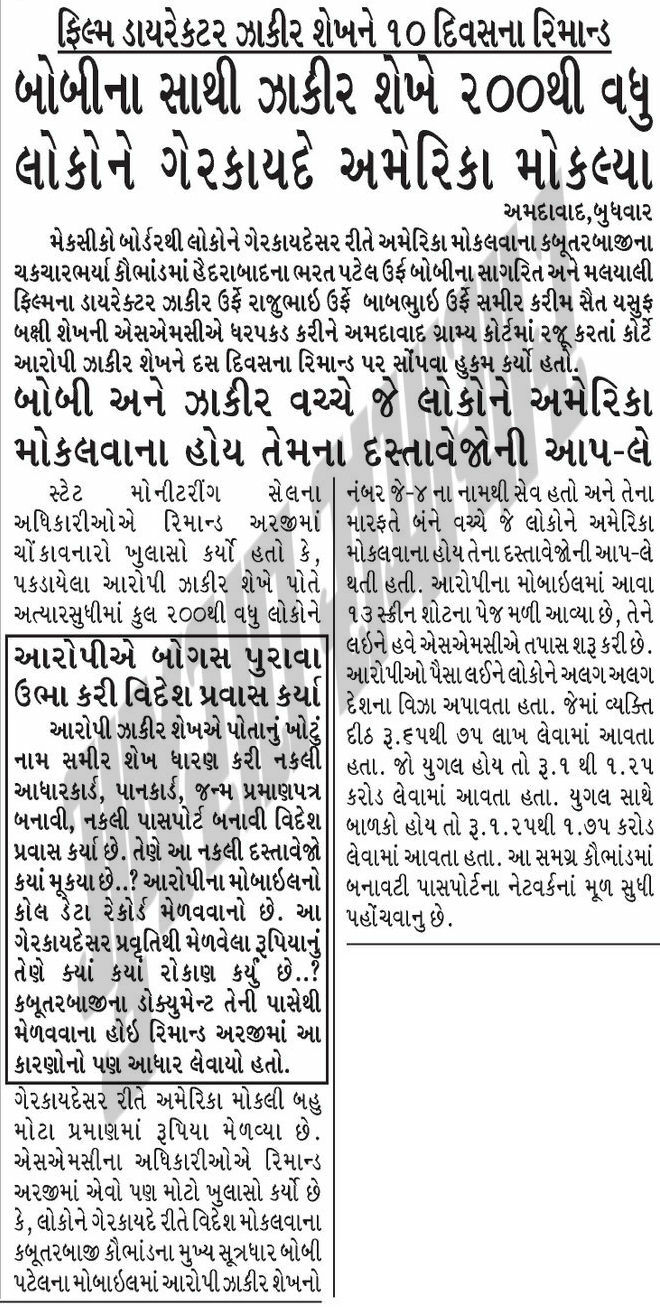 ફિલ્મ ડાયરેક્ટર ઝાકીર શેખને ૧૦ દિવસના રિમાન્ડ
બોબીના સાથી ઝાકીર શેખે ૨૦૦થી વધુ
લોકોને ગેરકાયદે અમેરિકા મોકલ્યા
અમદાવાદ,બુધવાર
મેકસીકો બોર્ડરથી લોકોને ગેરકાયદેસર રીતે અમેરિકા મોકલવાના કબૂતરબાજીના
ચકચારભર્યા કૌભાંડમાં હૈદરાબાદના ભરત પટેલ ઉર્ફ બોબીના સાગરિત અને મલયાલી
ફિલ્મના ડાયરેક્ટર ઝાકીર ઉર્ફે રાજુભાઇ ઉર્ફે બાબભુાઇ ઉર્ફે સમીર કરીમ સૈત યસુફ
બક્ષી શેખની એસએમસીએ ધરપકડ કરીને અમદાવાદ ગ્રામ્ય કોર્ટમાં રજૂ કરતાં કોર્ટે
આરોપી ઝાકીર શેખને દસ દિવસના રિમાન્ડ પર સોંપવા હુકમ કર્યો હતો.
બોબી અને ઝાકીર વચ્ચે જે લોકોને અમેરિકા
મોકલવાના હોય તેમના દસ્તાવેજોની આપ-લે
સ્ટેટ મોનીટરીંગ સેલના
અધિકારીઓએ રિમાન્ડ અરજીમાં
ચોંકાવનારો ખુલાસો કર્યો હતો કે,
પકડાયેલા આરોપી ઝાકીર શેખે પોતે
અત્યારસુધીમાં કુલ ૨૦૦થી વધુ લોકોને
આરોપીએ બોગસ પુરાવા
ઉભા કરી વિદેશ પ્રવાસ કર્યા
આરોપી ઝાકીર શેખએ પોતાનું ખોટું
નામ સમીર શેખ ધારણ કરી નકલી
આધારકાર્ડ, પાનકાર્ડ, જન્મ પ્રમાણપત્ર
બનાવી, નકલી પાસપોર્ટ બનાવી વિદેશ
પ્રવાસ કર્યા છે. તેણે આ નકલી દસ્તાવેજો
કયાં મૂકયા છે..? આરોપીના મોબાઇલનો
કોલ ડેટા રેકોર્ડ મેળવવાનો છે. આ
ગેરકાયદેસર પ્રવૃતિથી મેળવેલા રૂપિયાનું
તેણે ક્યાં કયાં રોકાણ કર્યું છે..?
કબૂતરબાજીના ડોક્યુમેન્ટ તેની પાસેથી
મેળવવાના હોઇ રિમાન્ડ અરજીમાં આ
કારણોનો પણ આધાર લેવાયો હતો.
ગેરકાયદેસર રીતે અમેરિકા મોકલી બહુ
મોટા પ્રમાણમાં રૂપિયા મેળવ્યા છે.
એસએમસીના અધિકારીઓએ રિમાન્ડ
અરજીમાં એવો પણ મોટો ખુલાસો કર્યો છે
કે, લોકોને ગેરકાયદે રીતે વિદેશ મોકલવાના
કબૂતરબાજી કૌભાંડના મુખ્ય સૂત્રધાર બોબી
પટેલના મોબાઇલમાં આરોપી ઝાકીર શેખનો
નંબર જે-૪ ના નામથી સેવ હતો અને તેના
મારફતે બંને વચ્ચે જે લોકોને અમેરિકા
મોકલવાના હોય તેના દસ્તાવેજોની આપ-લે
થતી હતી. આરોપીના મોબાઇલમાં આવા
૧૩ સ્ક્રીન શોટના પેજ મળી આવ્યા છે, તેને
લઇને હવે એસએમસીએ તપાસ શરૂ કરી છે.
આરોપીઓ પૈસા લઈને લોકોને અલગ અલગ
દેશના વિઝા અપાવતા હતા. જેમાં વ્યક્તિ
દીઠ રૂ.૬૫થી ૭૫ લાખ લેવામાં આવતા
હતા. જો યુગલ હોય તો રૂ.૧ થી ૧.૨૫
કરોડ લેવામાં આવતા હતા. યુગલ સાથે
બાળકો હોય તો રૂ.૧.૨૫થી ૧.૭૫ કરોડ
લેવામાં આવતા હતા. આ સમગ્ર કૌભાંડમાં
બનાવટી પાસપોર્ટના નેટવર્કનાં મૂળ સુધી
પહોંચવાનુ છે.